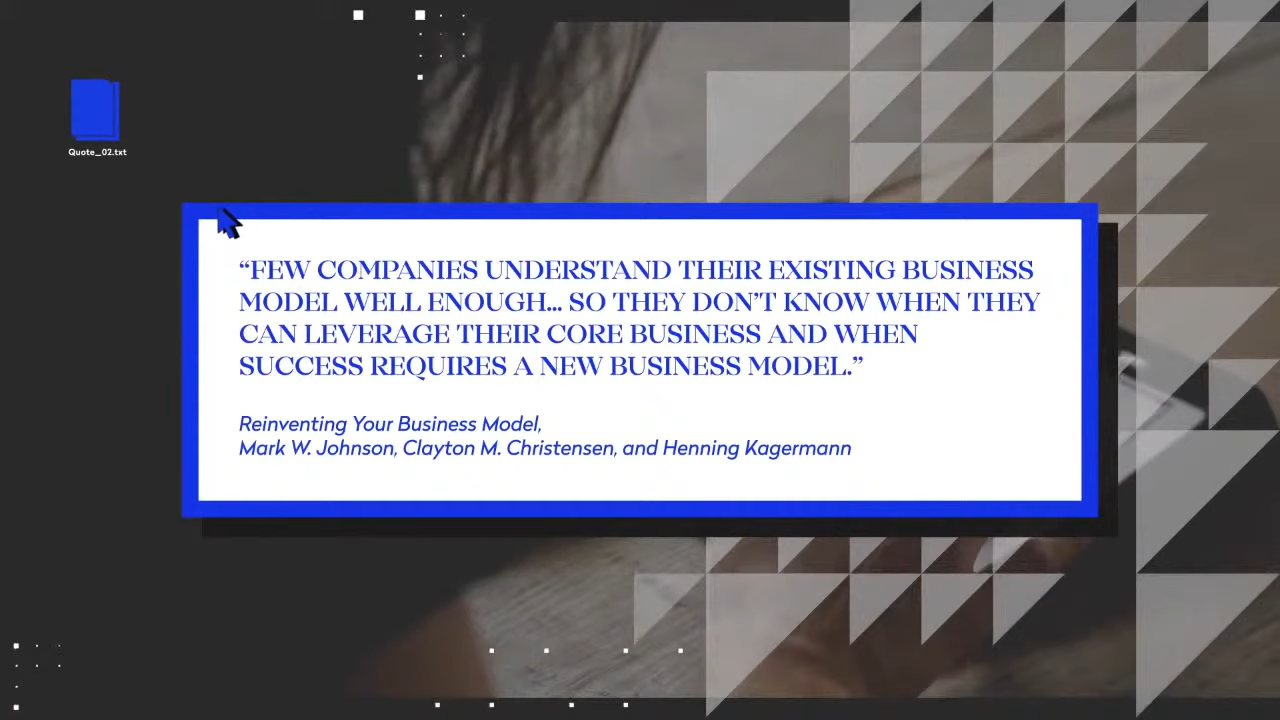 Quote_02.txt
“FEW COMPANIES UNDERSTAND THEIR EXISTING BUSINESS
MODEL WELL ENOUGH... SO THEY DON’T KNOW WHEN THEY
CAN LEVERAGE THEIR CORE BUSINESS AND WHEN
SUCCESS REQUIRES A NEW BUSINESS MODEL.”
Reinventing Your Business Model,
Mark W. Johnson, Clayton M. Christensen, and Henning Kagermann